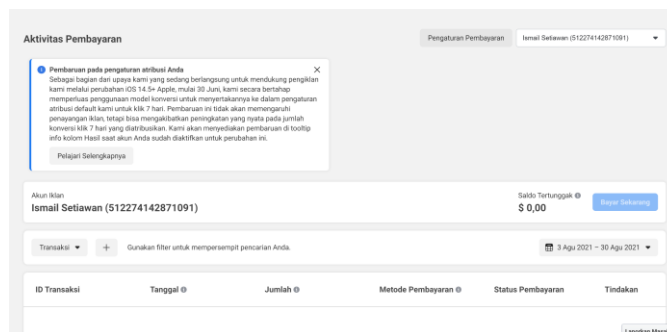 Aktivitas Pembayaran
Pengaturan Pembayaran
Ismail Setiawan (512274142871091)
Pembaruan pada pengaturan atribusi Anda
Sebagai bagian dari upaya kami yang sedang berlangsung untuk mendukung pengiklan
kami melalui perubahan iOS 14.5+ Apple, mulai 30 Juni, kami secara bertahap
memperluas penggunaan model konversi untuk menyertakannya ke dalam pengaturan
atribusi default kami untuk klik 7 hari. Pembaruan ini tidak akan memengaruhi
penayangan iklan, tetapi bisa mengakibatkan peningkatan yang nyata pada jumlah
konversi klik 7 hari yang diatribusikan. Kami akan menyediakan pembaruan di tooltip
info kolom Hasil saat akun Anda sudah diaktifkan untuk perubahan ini.
Pelajari Selengkapnya
Akun Iklan
Ismail Setiawan (512274142871091)
Saldo Tertunggak
$ 0,00
Bayar Sekarang
Transaksi
Gunakan filter untuk mempersempit pencarian Anda.
3 Agu 2021 – 30 Agu 2021
ID Transaksi Tanggal Jumlah Metode Pembayaran Status Pembayaran Tindakan
Laporkan